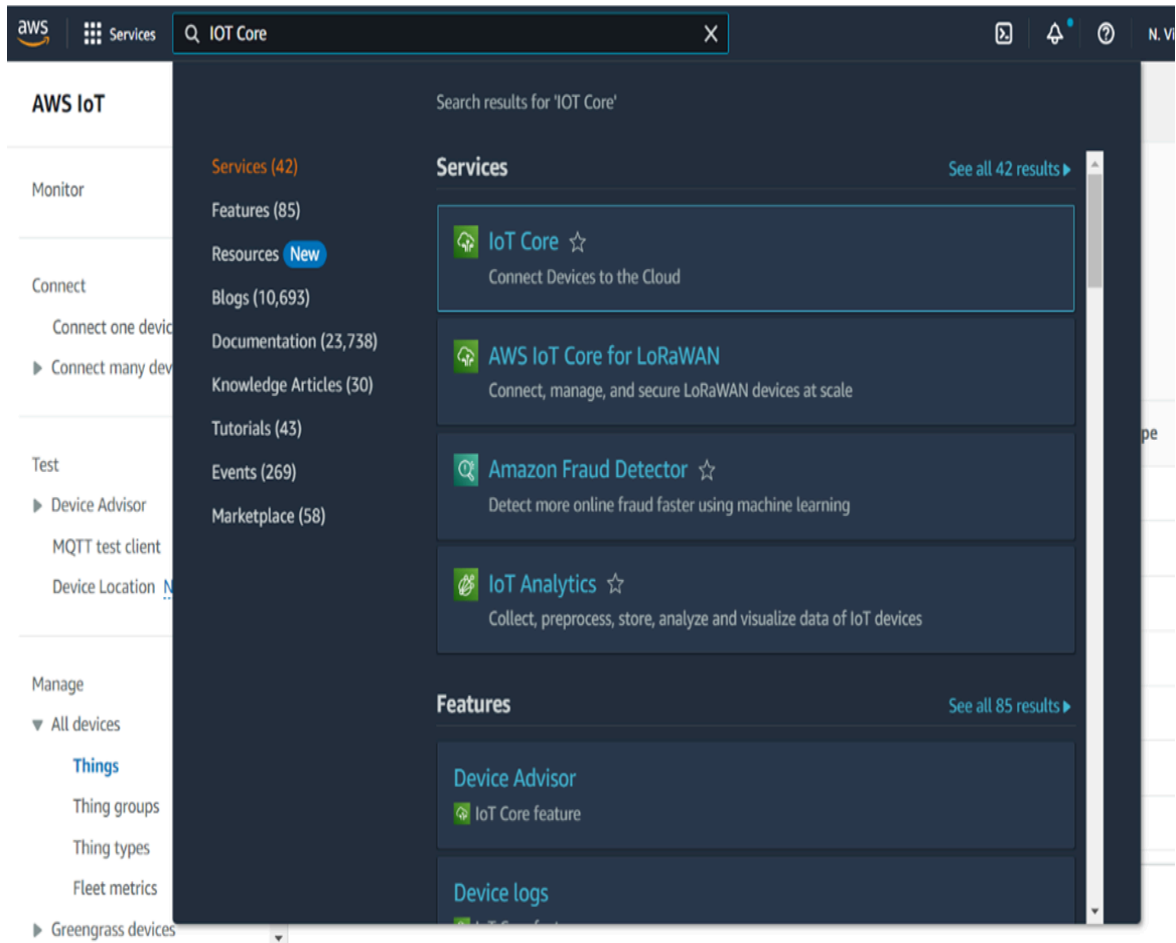 aws
Services
IOT Core
N. Vi
AWS IoT
Monitor
Connect
Connect one devic
Connect many dev
Test
Device Advisor
MQTT test client
Device Location N
Manage
All devices
Things
Thing groups
Thing types
Fleet metrics
Greengrass devices
Search results for 'IOT Core'
Services (42)
Features (85)
Resources New
Blogs (10,693)
Documentation (23,738)
Knowledge Articles (30)
Tutorials (43)
Events (269)
Marketplace (58)
Services
See all 42 results
IoT Core
Connect Devices to the Cloud
AWS IoT Core for LoRaWAN
Connect, manage, and secure LoRaWAN devices at scale
Amazon Fraud Detector
Detect more online fraud faster using machine learning
IoT Analytics
Collect, preprocess, store, analyze and visualize data of IoT devices
Features
See all 85 results
Device Advisor
IoT Core feature
Device logs
pe